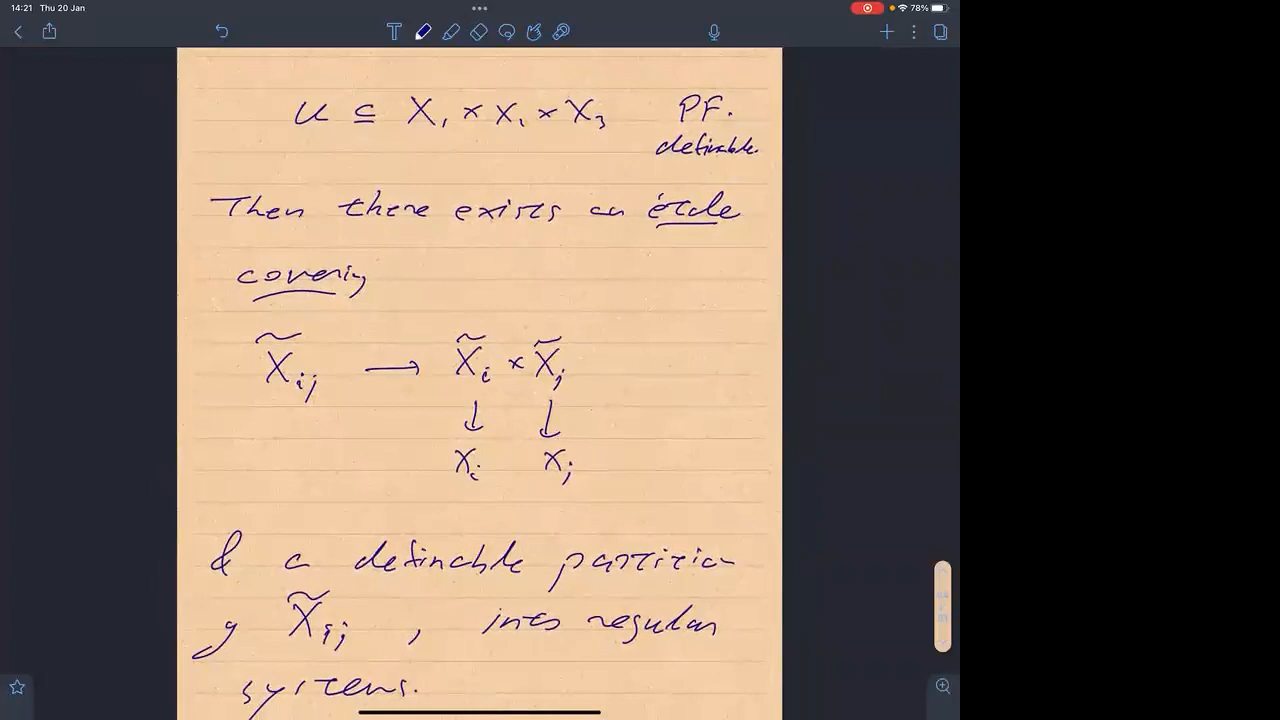 14:21 Thu 20 Jan
78%
U ⊆ X₁ × X₁ × X₃ PF.
definable
Then there exists an étale
covering
X̃ᵢⱼ → X̃ᵢ × X̃ⱼ
↓ ↓
Xᵢ Xⱼ
& a definable partition
of X̃ᵢⱼ, into regular
systems.